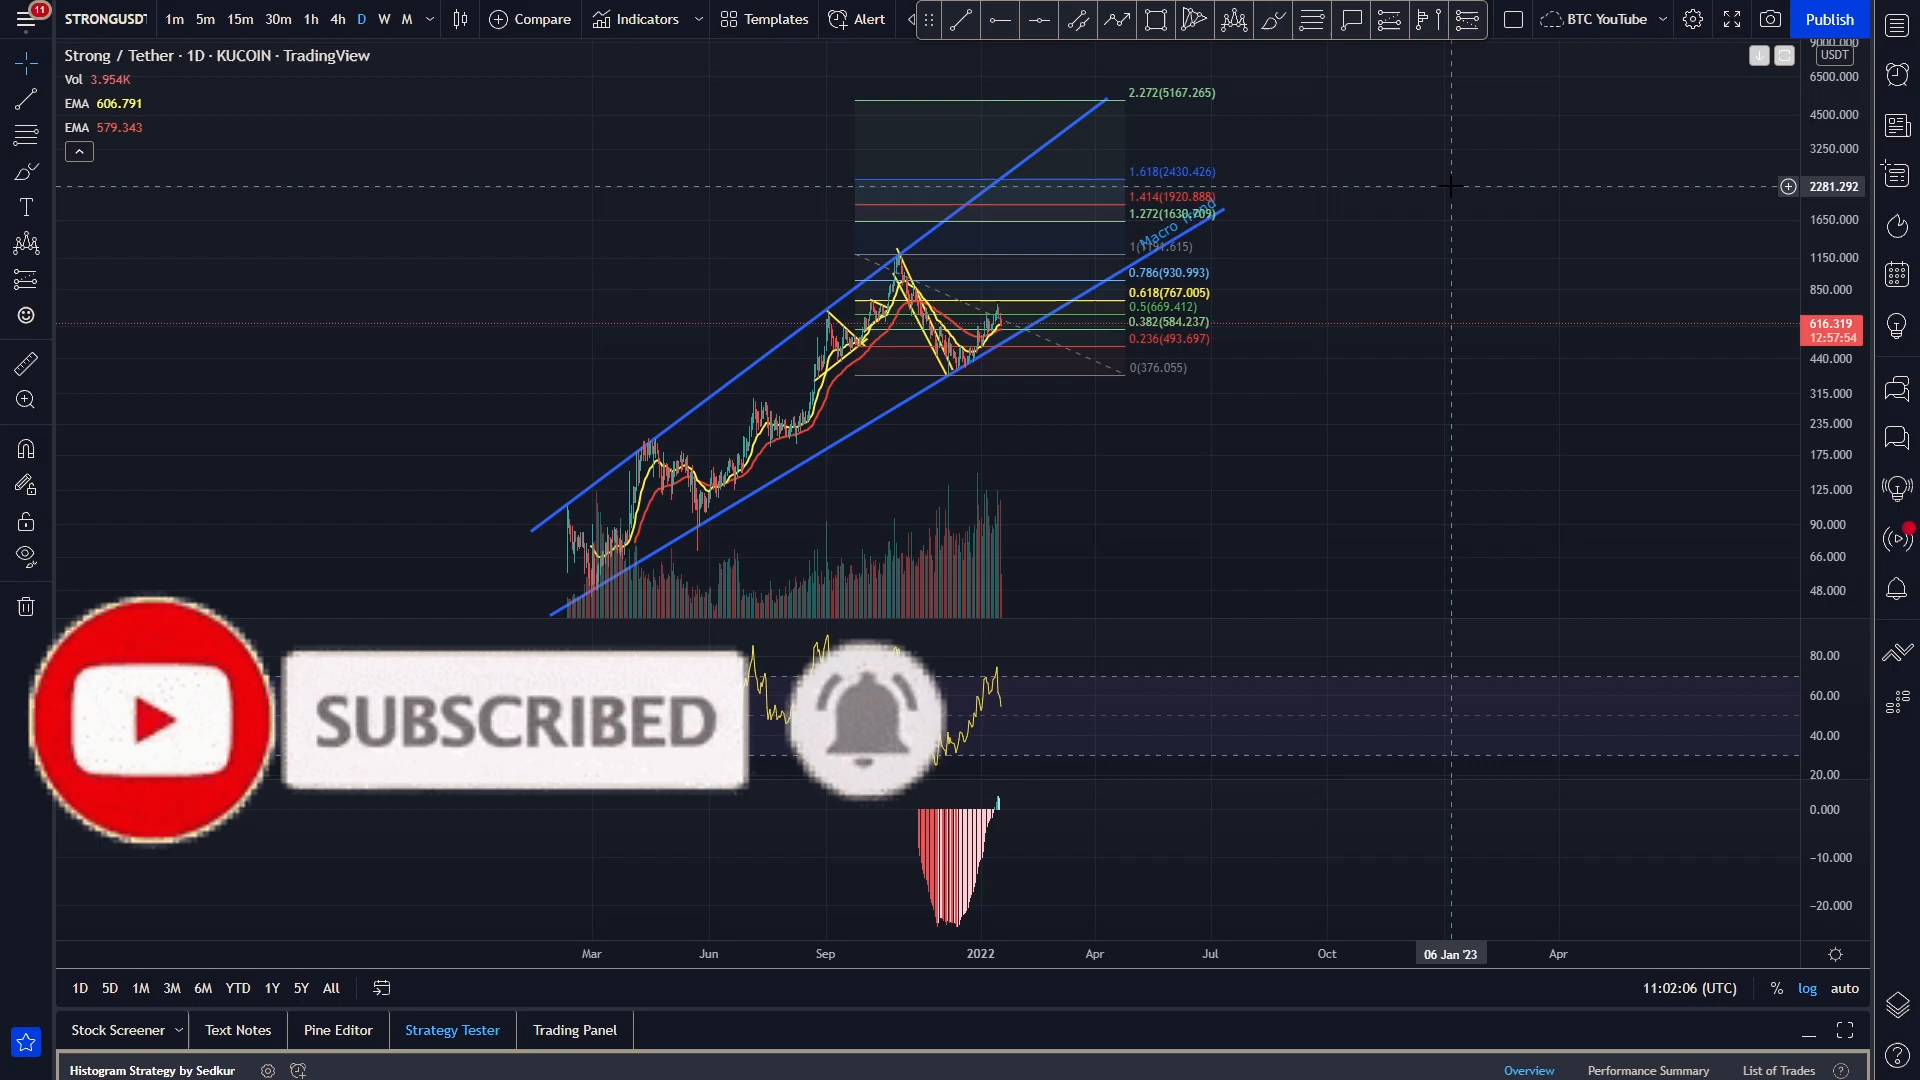 11
STRONGUSDT
1m 5m 15m 30m 1h 4h D W M
Compare
Indicators
Templates
Alert
BTC YouTube
Publish
Strong / Tether · 1D · KUCOIN · TradingView
Vol 3.954K
EMA 606.791
EMA 579.343
9000.000
USDT
6500.000
4500.000
3250.000
2281.292
1650.000
1150.000
850.000
616.319
12:57:54
440.000
315.000
235.000
175.000
125.000
90.000
66.000
48.000
2.272(5167.265)
1.618(2430.426)
1.414(1920.888)
1.272(1630.709)
Macro Trend
1(1191.615)
0.786(930.993)
0.618(767.005)
0.5(669.412)
0.382(584.237)
0.236(493.697)
0(376.055)
80.00
60.00
40.00
20.00
SUBSCRIBED
0.000
−10.000
−20.000
Mar Jun Sep 2022 Apr Jul Oct 06 Jan '23 Apr
1D 5D 1M 3M 6M YTD 1Y 5Y All
11:02:06 (UTC) % log auto
Stock Screener Text Notes Pine Editor Strategy Tester Trading Panel
Histogram Strategy by Sedkur
Overview Performance Summary List of Trades